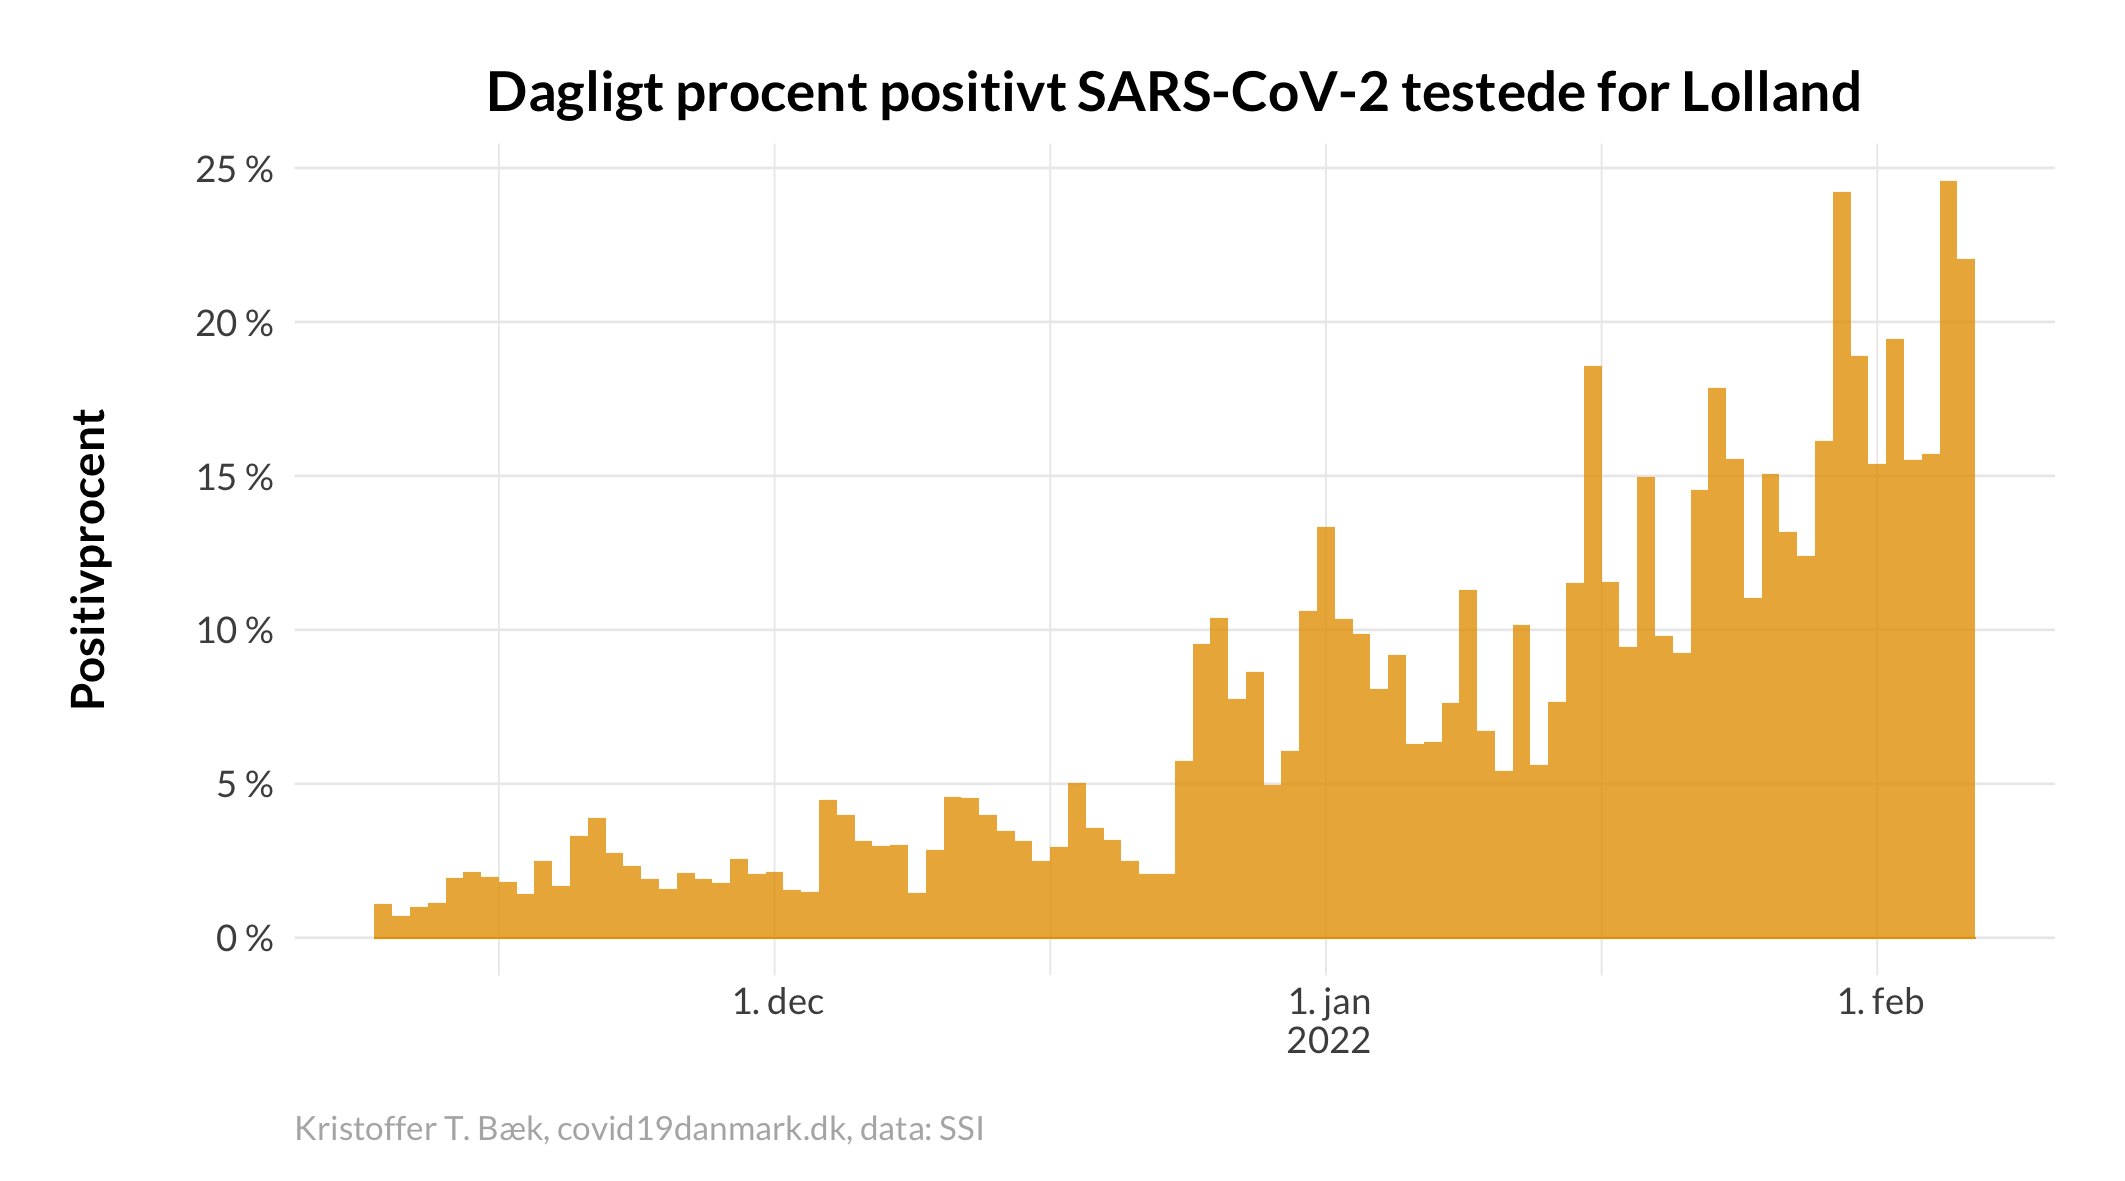 Dagligt procent positivt SARS-CoV-2 testede for Lolland
Positivprocent
25 %
20 %
15 %
10 %
5 %
0 %
1. dec
1. jan
2022
1. feb
Kristoffer T. Bæk, covid19danmark.dk, data: SSI